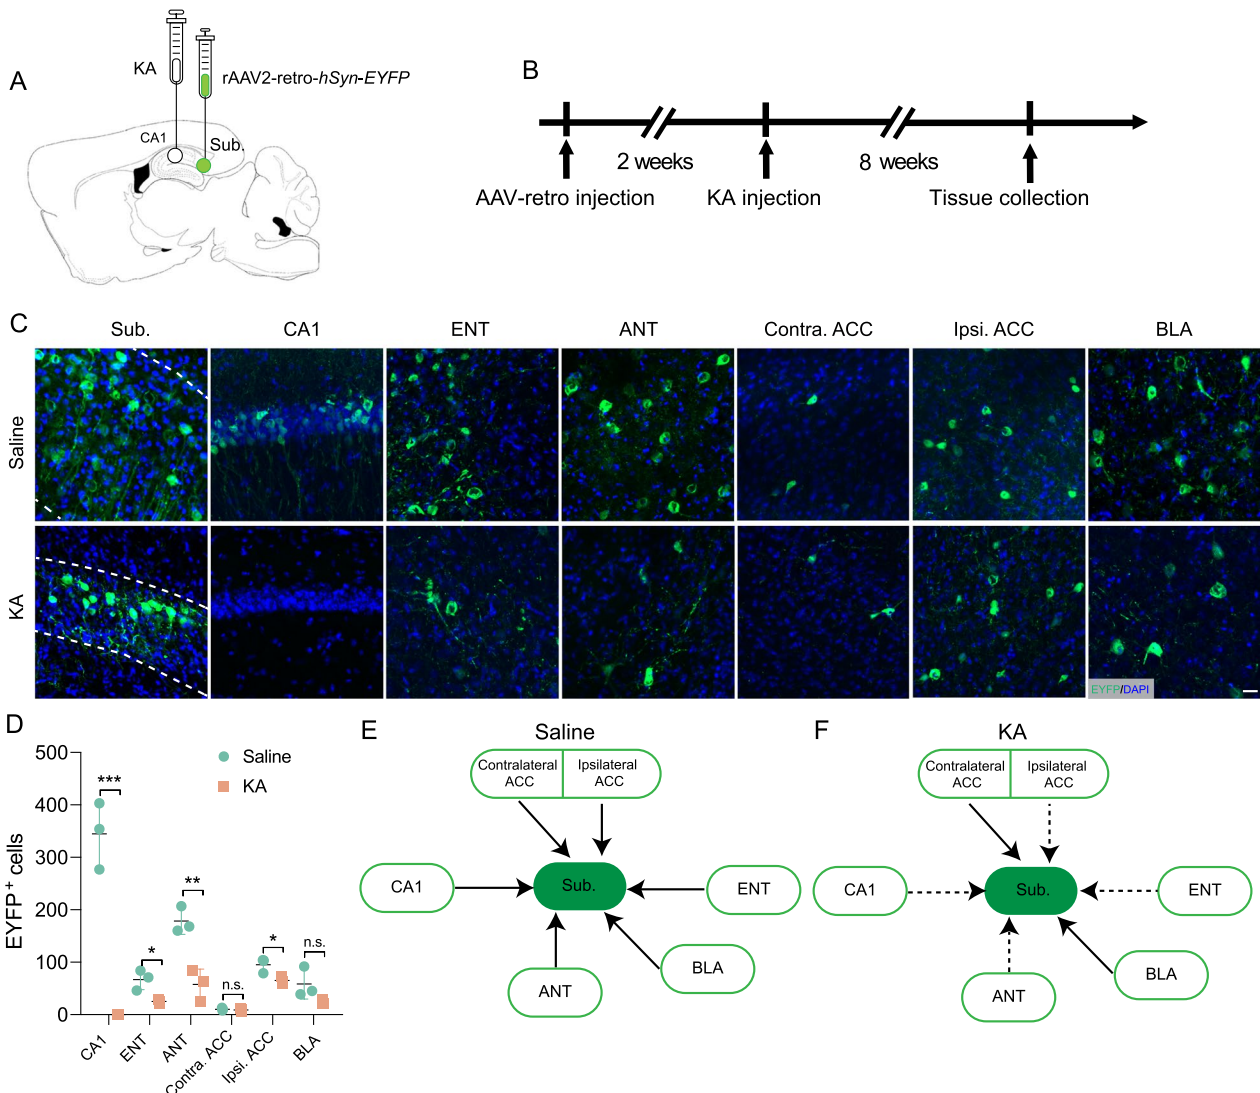 A
KA
rAAV2-retro-hSyn-EYFP
CA1
Sub.
B
2 weeks
8 weeks
AAV-retro injection
KA injection
Tissue collection
C
Sub.
CA1
ENT
ANT
Contra. ACC
Ipsi. ACC
BLA
Saline
KA
EYFP/DAPI
D
EYFP+ cells
500
400
300
200
100
0
Saline
KA
***
*
**
n.s.
*
n.s.
CA1
ENT
ANT
Contra. ACC
Ipsi. ACC
BLA
E
Saline
Contralateral
ACC
Ipsilateral
ACC
CA1
Sub.
ENT
BLA
ANT
F
KA
Contralateral
ACC
Ipsilateral
ACC
CA1
Sub.
ENT
BLA
ANT